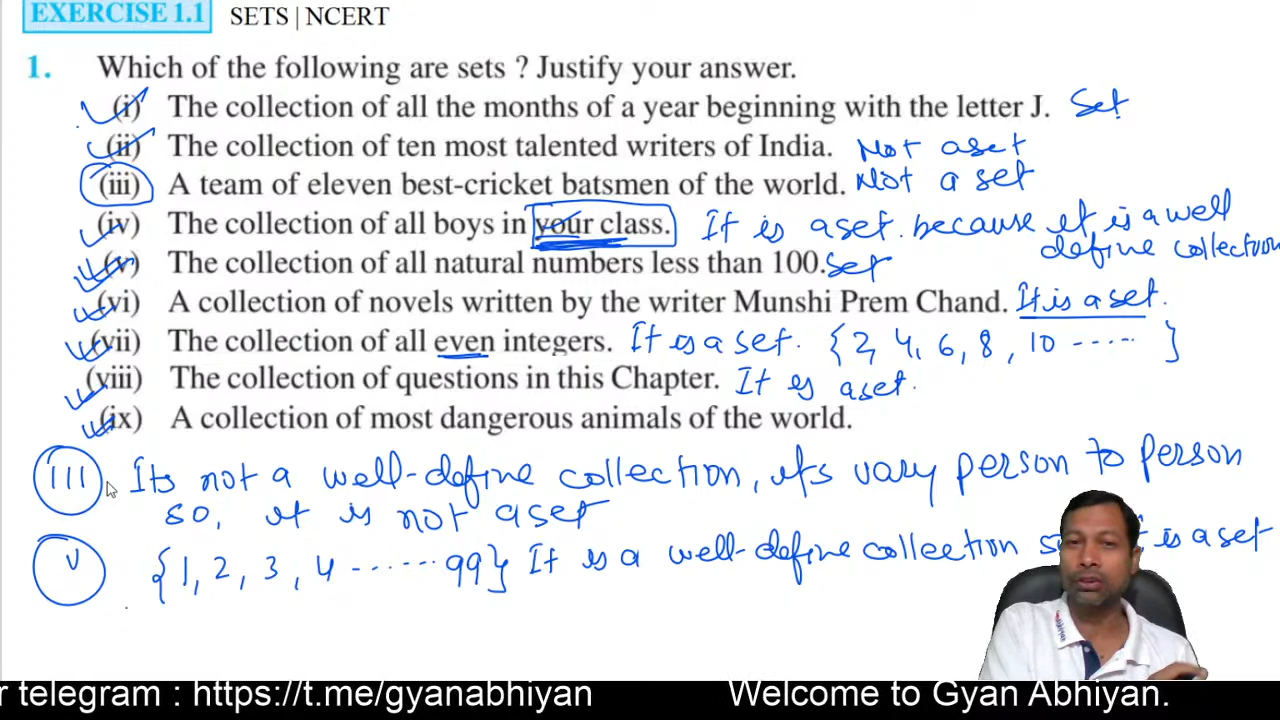 EXERCISE 1.1 SETS | NCERT
1. Which of the following are sets ? Justify your answer.
(i) The collection of all the months of a year beginning with the letter J. Set
(ii) The collection of ten most talented writers of India. Not a set
(iii) A team of eleven best-cricket batsmen of the world. Not a set
(iv) The collection of all boys in your class. It is a set. because it is a well
define collection
(v) The collection of all natural numbers less than 100. Set
(vi) A collection of novels written by the writer Munshi Prem Chand. It is a set.
(vii) The collection of all even integers. It is a set. {2, 4, 6, 8, 10 ----- }
(viii) The collection of questions in this Chapter. It is a set.
(ix) A collection of most dangerous animals of the world.
III Its not a well-define collection, it's vary person to person
so, it is not a set
V {1, 2, 3, 4 ------- 99} It is a well-define collection is a set
r telegram : https://t.me/gyanabhiyan Welcome to Gyan Abhiyan.